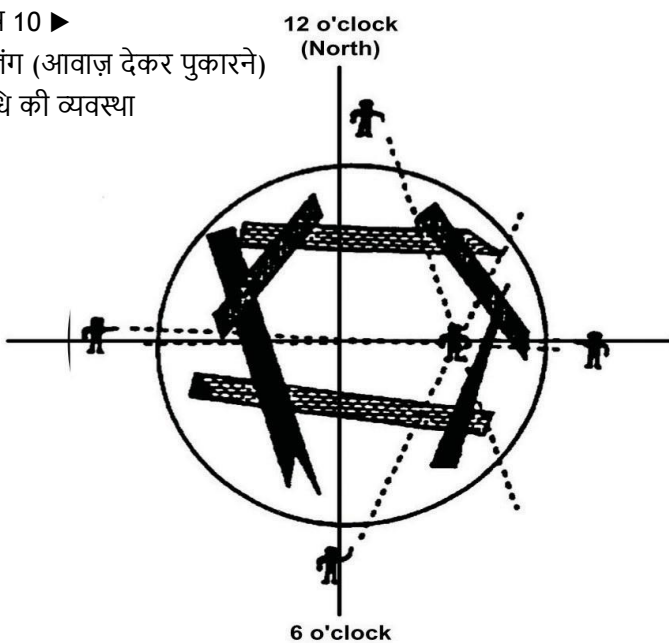 10 ▶
(आवाज़ देकर पुकारने)
की व्यवस्था
12 o'clock
(North)
6 o'clock